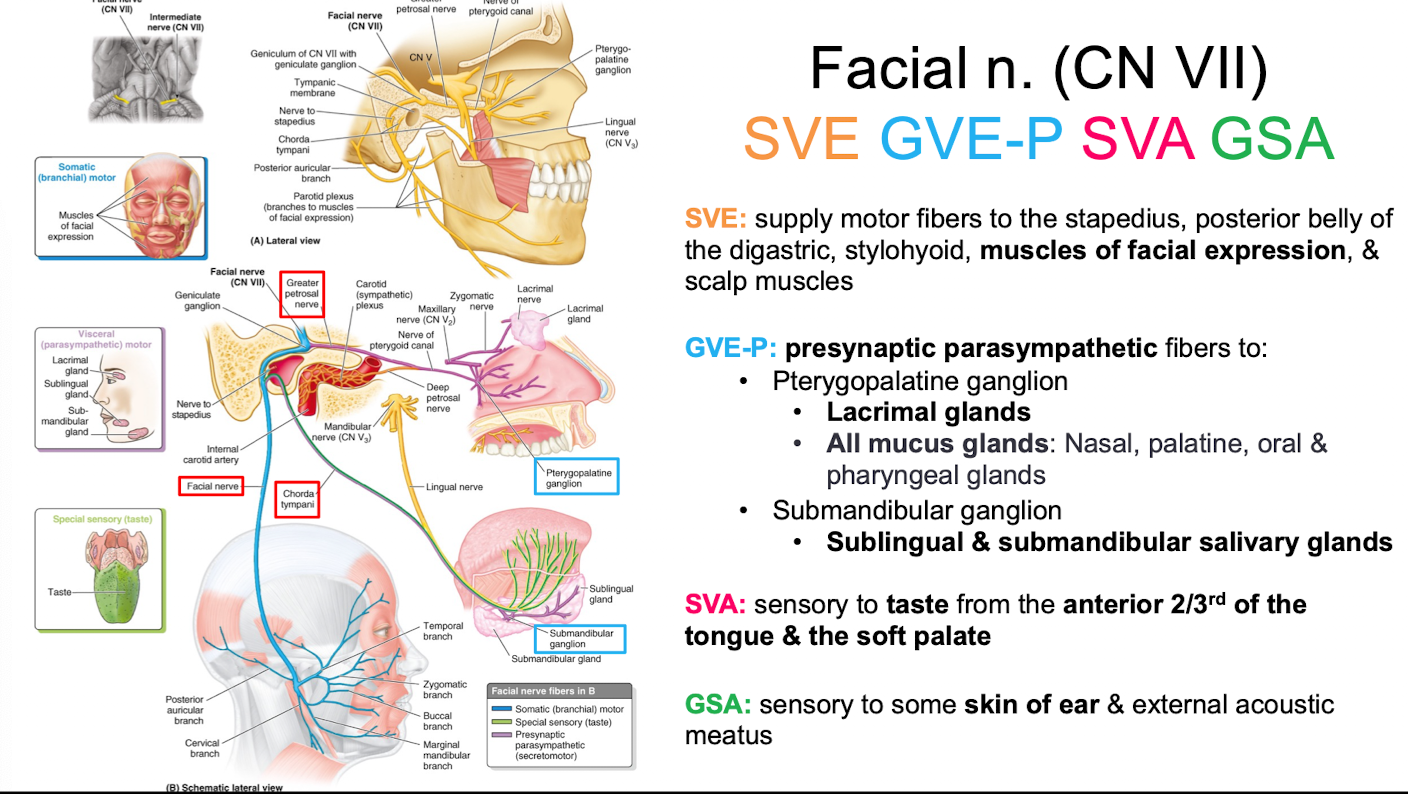 Facial nerve
(CN VII)
Intermediate
nerve (CN VII)
Facial nerve
(CN VII)
Greater
petrosal nerve
Nerve of
pterygoid canal
Geniculum of CN VII with
geniculate ganglion
CN V
Pterygo-
palatine
ganglion
Tympanic
membrane
Nerve to
stapedius
Chorda
tympani
Lingual
nerve
(CN V3)
Posterior auricular
branch
Parotid plexus
(branches to muscles
of facial expression)
(A) Lateral view
Somatic
(branchial) motor
Muscles
of facial
expression
Facial nerve
(CN VII)
Geniculate
ganglion
Greater
petrosal
nerve
Carotid
(sympathetic)
plexus
Maxillary
nerve (CN V2)
Zygomatic
nerve
Lacrimal
nerve
Lacrimal
gland
Nerve of
pterygoid canal
Visceral
(parasympathetic) motor
Lacrimal
gland
Sublingual
gland
Sub-
mandibular
gland
Nerve to
stapedius
Deep
petrosal
nerve
Mandibular
nerve (CN V3)
Internal
carotid artery
Facial nerve
Chorda
tympani
Lingual nerve
Pterygopalatine
ganglion
Special sensory (taste)
Taste
Sublingual
gland
Submandibular
ganglion
Submandibular gland
Temporal
branch
Zygomatic
branch
Buccal
branch
Marginal
mandibular
branch
Posterior
auricular
branch
Cervical
branch
Facial nerve fibers in B
Somatic (branchial) motor
Special sensory (taste)
Presynaptic
parasympathetic
(secretomotor)
(B) Schematic lateral view
Facial n. (CN VII)
SVE GVE-P SVA GSA
SVE: supply motor fibers to the stapedius, posterior belly of
the digastric, stylohyoid, muscles of facial expression, &
scalp muscles
GVE-P: presynaptic parasympathetic fibers to:
• Pterygopalatine ganglion
• Lacrimal glands
• All mucus glands: Nasal, palatine, oral &
pharyngeal glands
• Submandibular ganglion
• Sublingual & submandibular salivary glands
SVA: sensory to taste from the anterior 2/3rd of the
tongue & the soft palate
GSA: sensory to some skin of ear & external acoustic
meatus